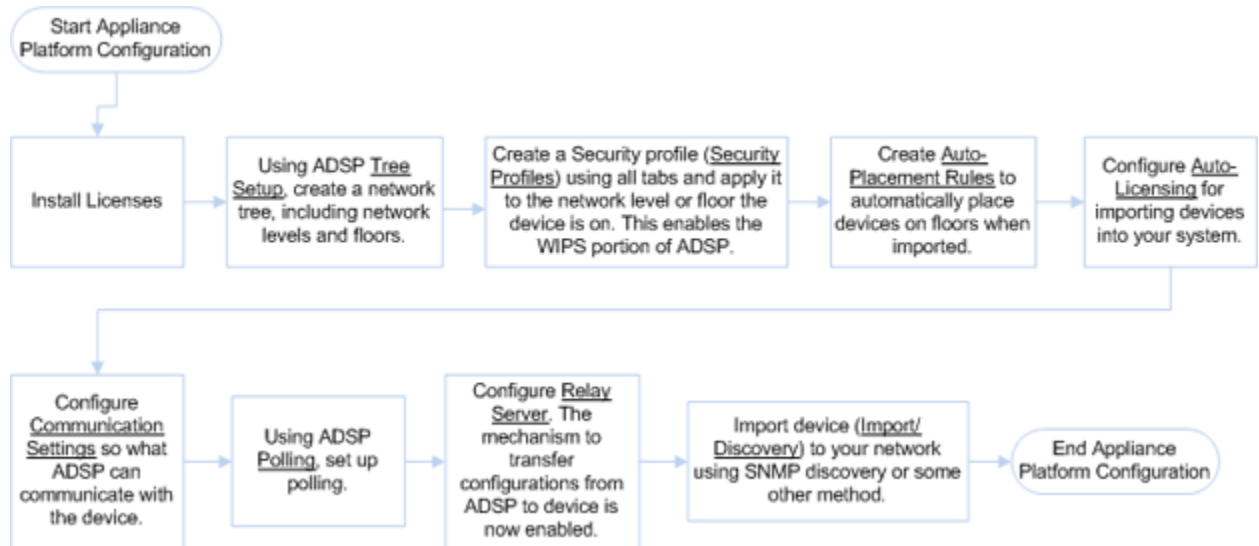 Start Appliance
Platform Configuration
Install Licenses
Using ADSP Tree
Setup, create a network
tree, including network
levels and floors.
Create a Security profile (Security
Profiles) using all tabs and apply it
to the network level or floor the
device is on. This enables the
WIPS portion of ADSP.
Create Auto-
Placement Rules to
automatically place
devices on floors when
imported.
Configure Auto-
Licensing for
importing devices
into your system.
Configure
Communication
Settings so what
ADSP can
communicate with
the device.
Using ADSP
Polling, set up
polling.
Configure Relay
Server. The
mechanism to
transfer
configurations from
ADSP to device is
now enabled.
Import device (Import/
Discovery) to your network
using SNMP discovery or some
other method.
End Appliance
Platform Configuration